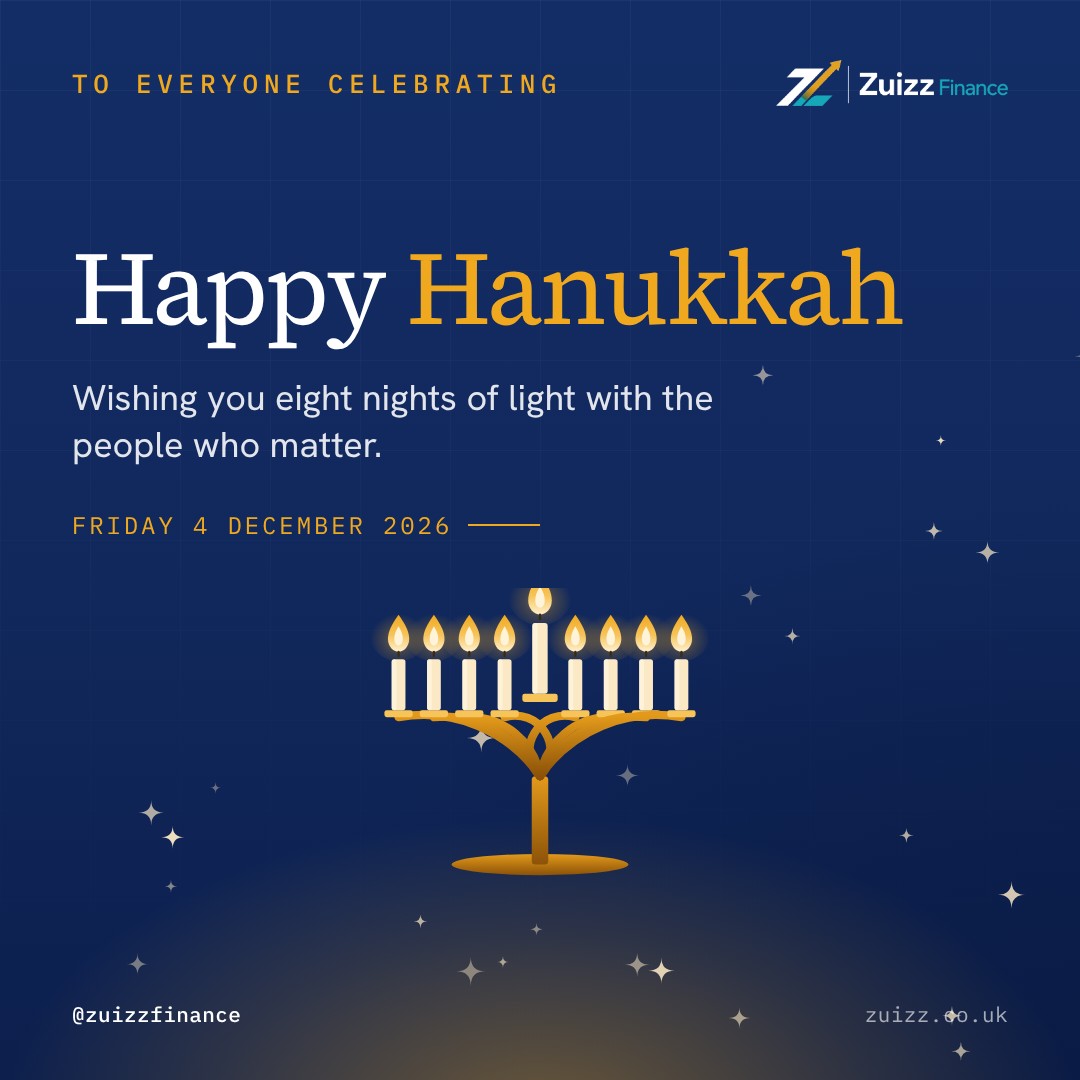 TO EVERYONE CELEBRATING
Zuizz Finance
Happy Hanukkah
Wishing you eight nights of light with the
people who matter.
FRIDAY 4 DECEMBER 2026
@zuizzfinance
zuizz.co.uk